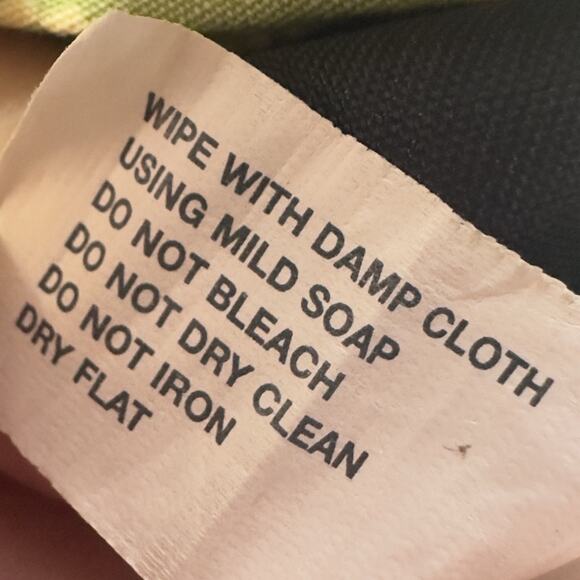 WIPE WITH DAMP CLOTH
USING MILD SOAP
DO NOT BLEACH
DO NOT DRY CLEAN
DO NOT IRON
DRY FLAT